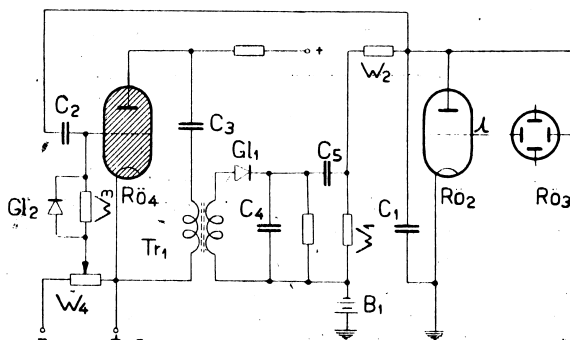 +
W₂
C₂
C₃
Gl₁
C₅
λ
Gl₂
W₃
Rö₄
C₄
W₁
C₁
Rö₂
Rö₃
Tr₁
W₄
B₁
- +